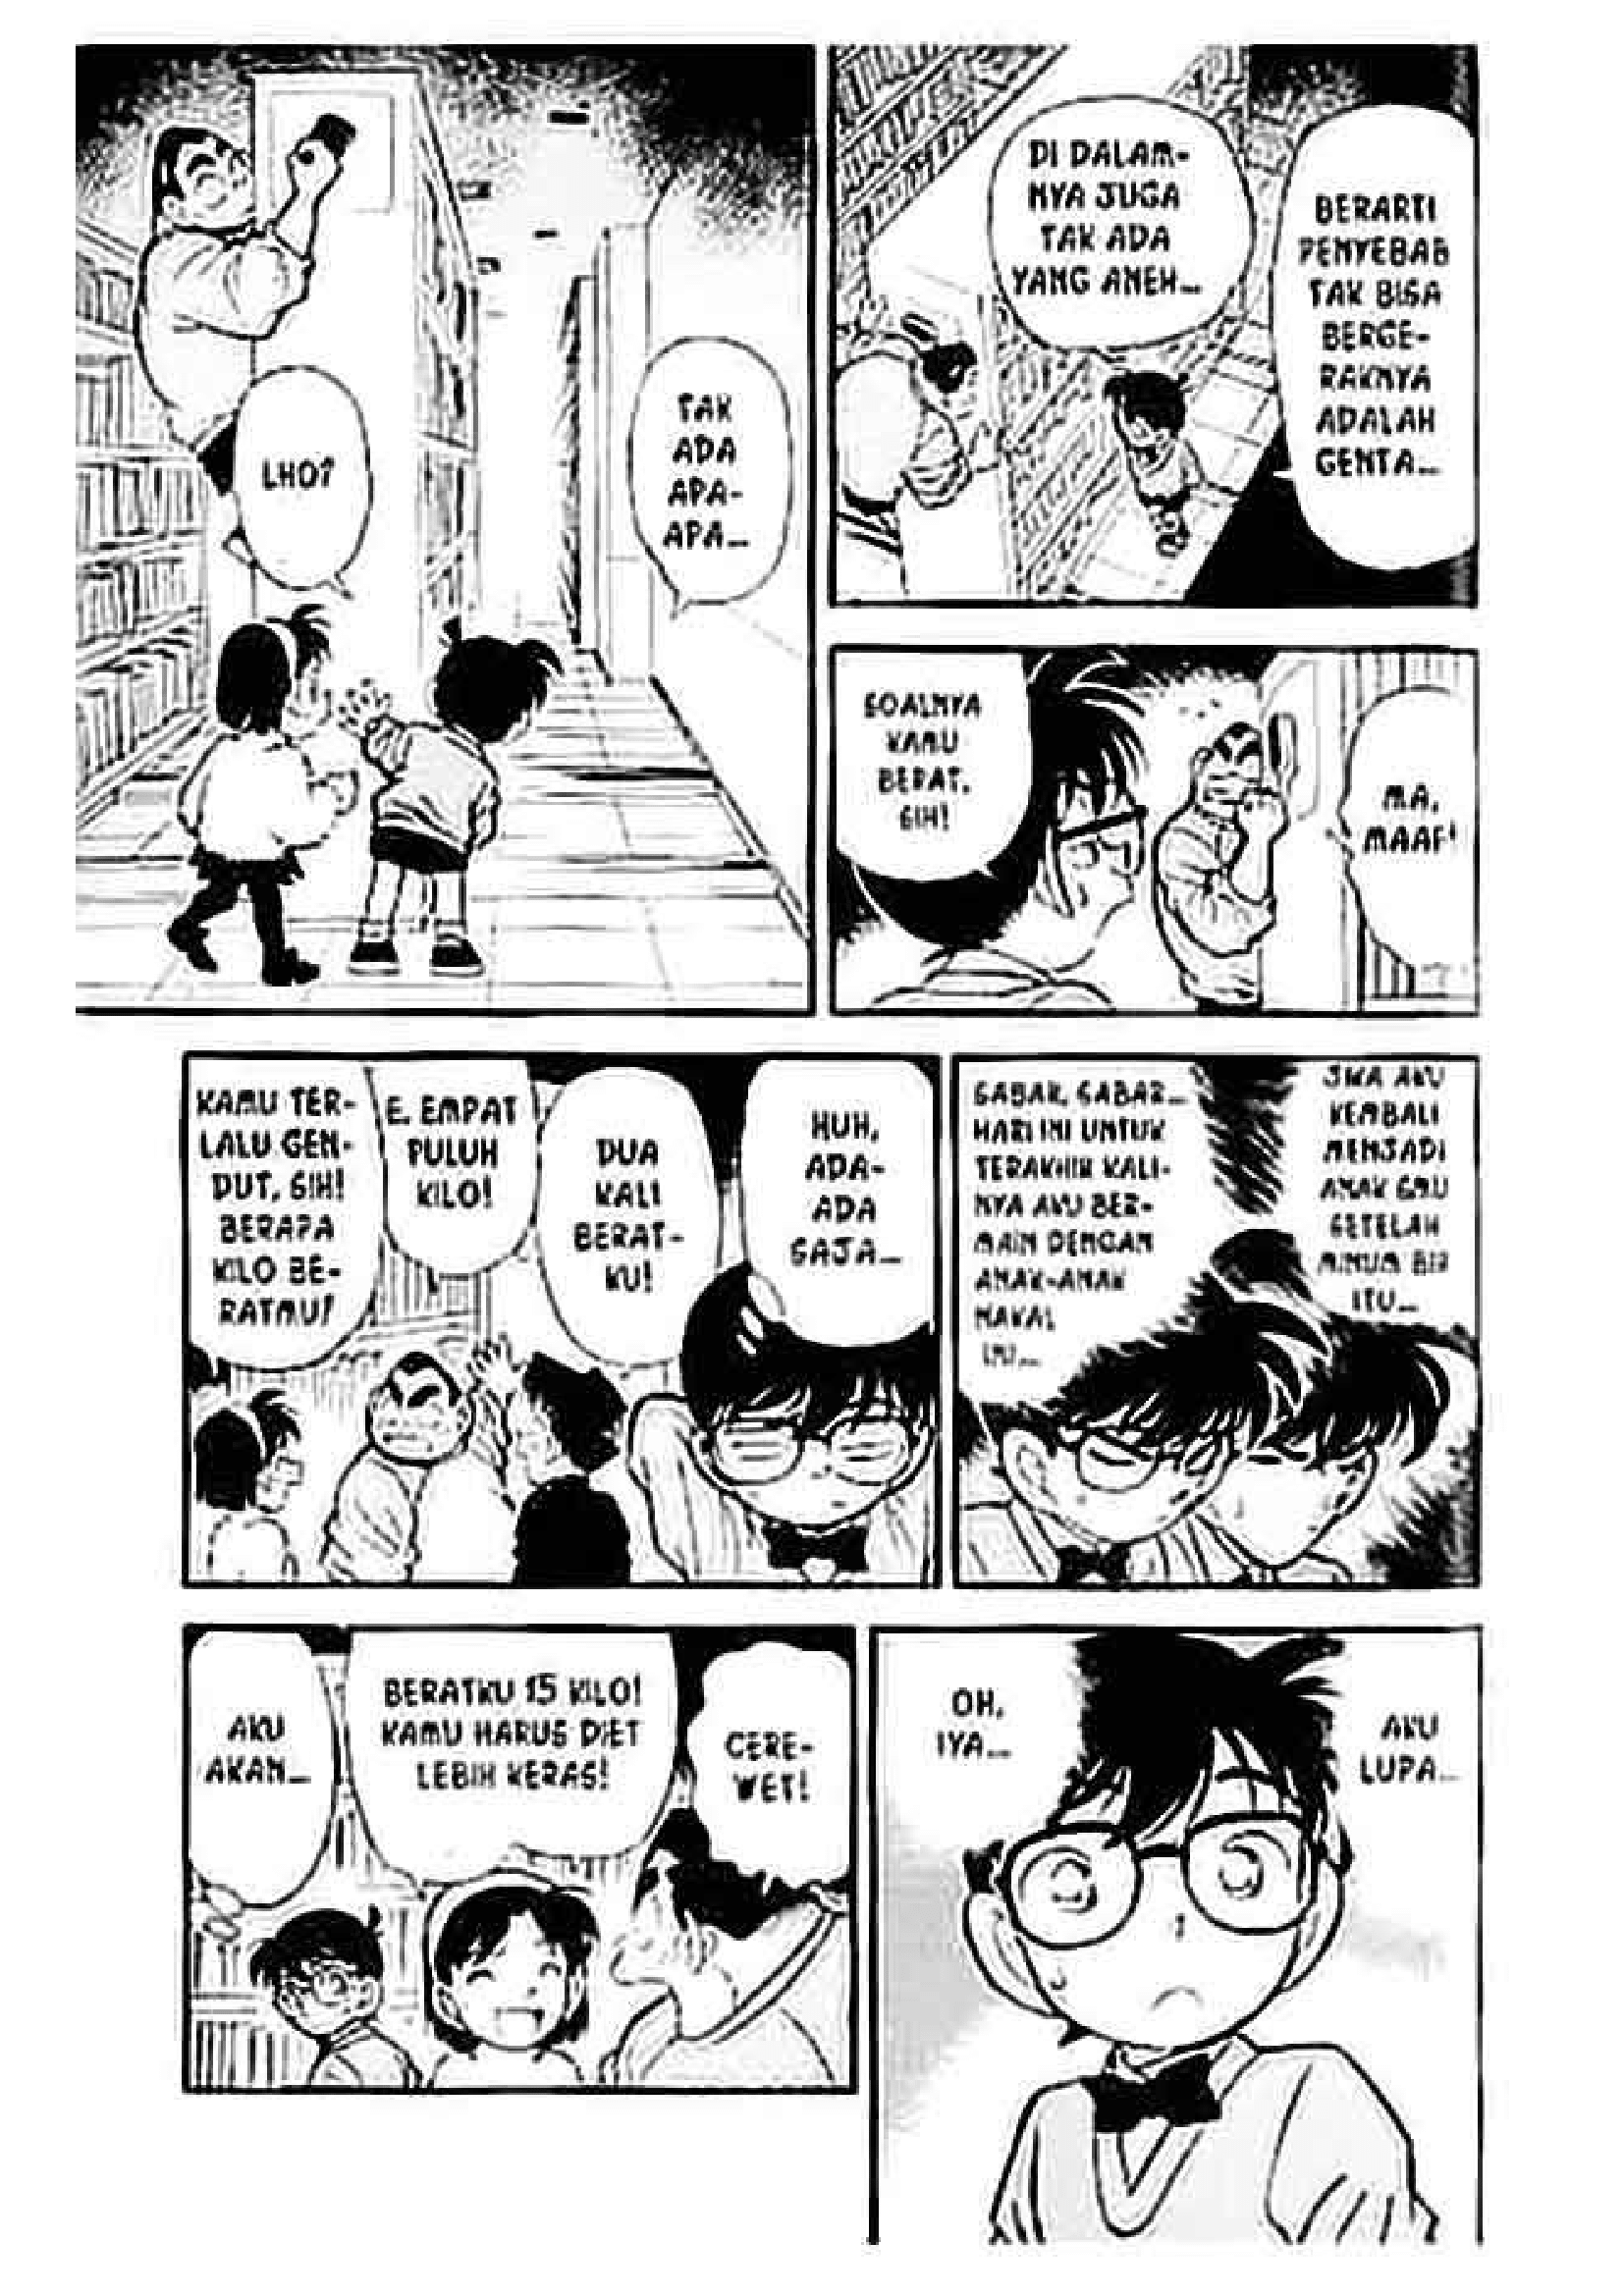 BERARTI
PENYEBAB
TAK BISA
BERGE-
RAKNYA
ADALAH
GENTA...
DI DALAM-
NYA JUGA
TAK ADA
YANG ANEH...
TAK
ADA
APA-
APA...
LHO?
MA,
MAAF!
SOALNYA
KAMU
BERAT,
SIH!
JIKA AKU
KEMBALI
MENJADI
ANAK SMU
SETELAH
MINUM BIR
ITU...
SABAR, SABAR...
HARI INI UNTUK
TERAKHIR KALI-
NYA AKU BER-
MAIN DENGAN
ANAK-ANAK
NAKAL
INI...
HUH,
ADA-
ADA
SAJA...
DUA
KALI
BERAT-
KU!
E, EMPAT
PULUH
KILO!
KAMU TER-
LALU GEN-
DUT, SIH!
BERAPA
KILO BE-
RATMU?
AKU
LUPA...
OH,
IYA...
CERE-
WET!
BERATKU 15 KILO!
KAMU HARUS DIET
LEBIH KERAS!
AKU
AKAN...